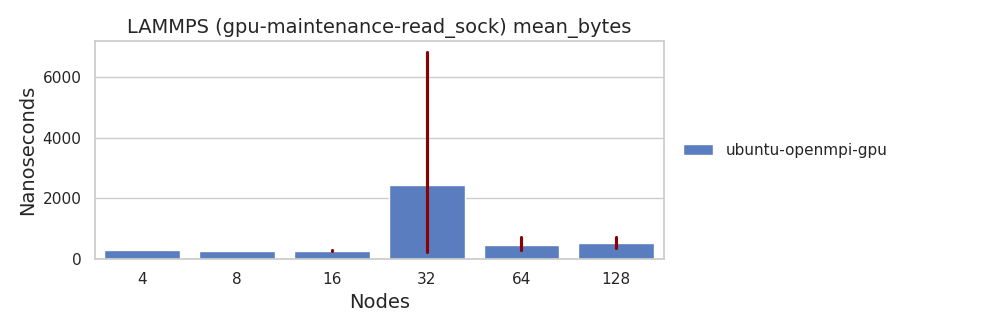 LAMMPS (gpu-maintenance-read_sock) mean_bytes
Nanoseconds
6000
4000
2000
0
4 8 16 32 64 128
Nodes
ubuntu-openmpi-gpu